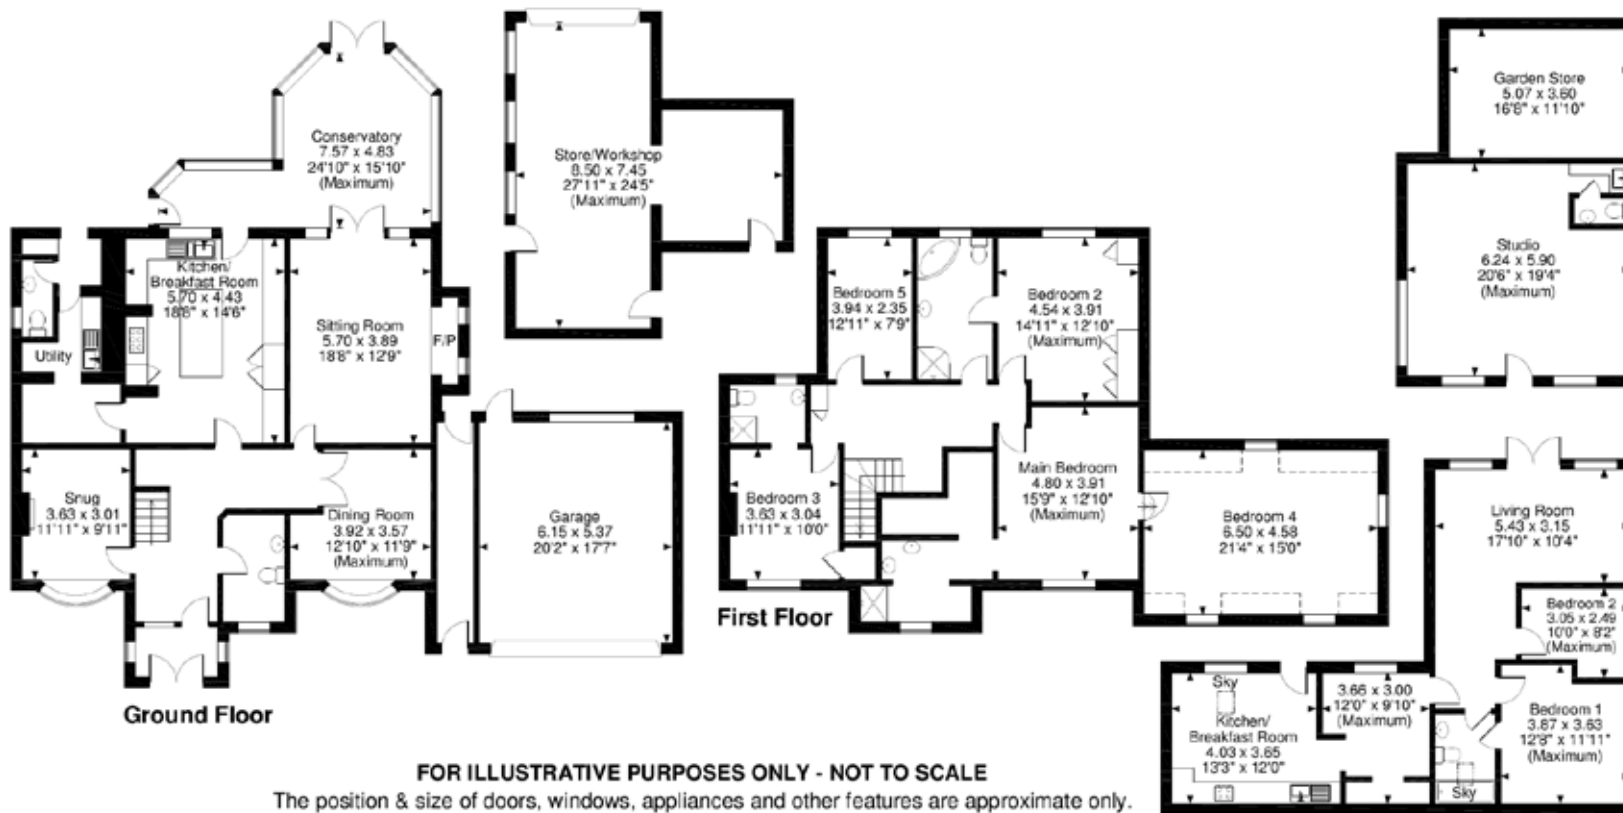 Conservatory
7.57 x 4.83
24'10" x 15'10"
(Maximum)
Kitchen/
Breakfast Room
5.70 x 4.43
18'8" x 14'6"
Sitting Room
5.70 x 3.89
18'8" x 12'9"
F/P
Utility
Snug
3.63 x 3.01
11'11" x 9'11"
Dining Room
3.92 x 3.57
12'10" x 11'9"
(Maximum)
Ground Floor
Store/Workshop
8.50 x 7.45
27'11" x 24'5"
(Maximum)
Garage
6.15 x 5.37
20'2" x 17'7"
Bedroom 5
3.94 x 2.35
12'11" x 7'9"
Bedroom 2
4.54 x 3.91
14'11" x 12'10"
(Maximum)
Bedroom 3
3.63 x 3.04
11'11" x 10'0"
Main Bedroom
4.80 x 3.91
15'9" x 12'10"
(Maximum)
Bedroom 4
6.50 x 4.58
21'4" x 15'0"
First Floor
Garden Store
5.07 x 3.60
16'8" x 11'10"
Studio
6.24 x 5.90
20'6" x 19'4"
(Maximum)
Living Room
5.43 x 3.15
17'10" x 10'4"
Bedroom 2
3.05 x 2.49
10'0" x 8'2"
(Maximum)
Bedroom 1
3.87 x 3.63
12'8" x 11'11"
(Maximum)
Sky
Kitchen/
Breakfast Room
4.03 x 3.65
13'3" x 12'0"
3.66 x 3.00
12'0" x 9'10"
(Maximum)
Sky
FOR ILLUSTRATIVE PURPOSES ONLY - NOT TO SCALE
The position & size of doors, windows, appliances and other features are approximate only.